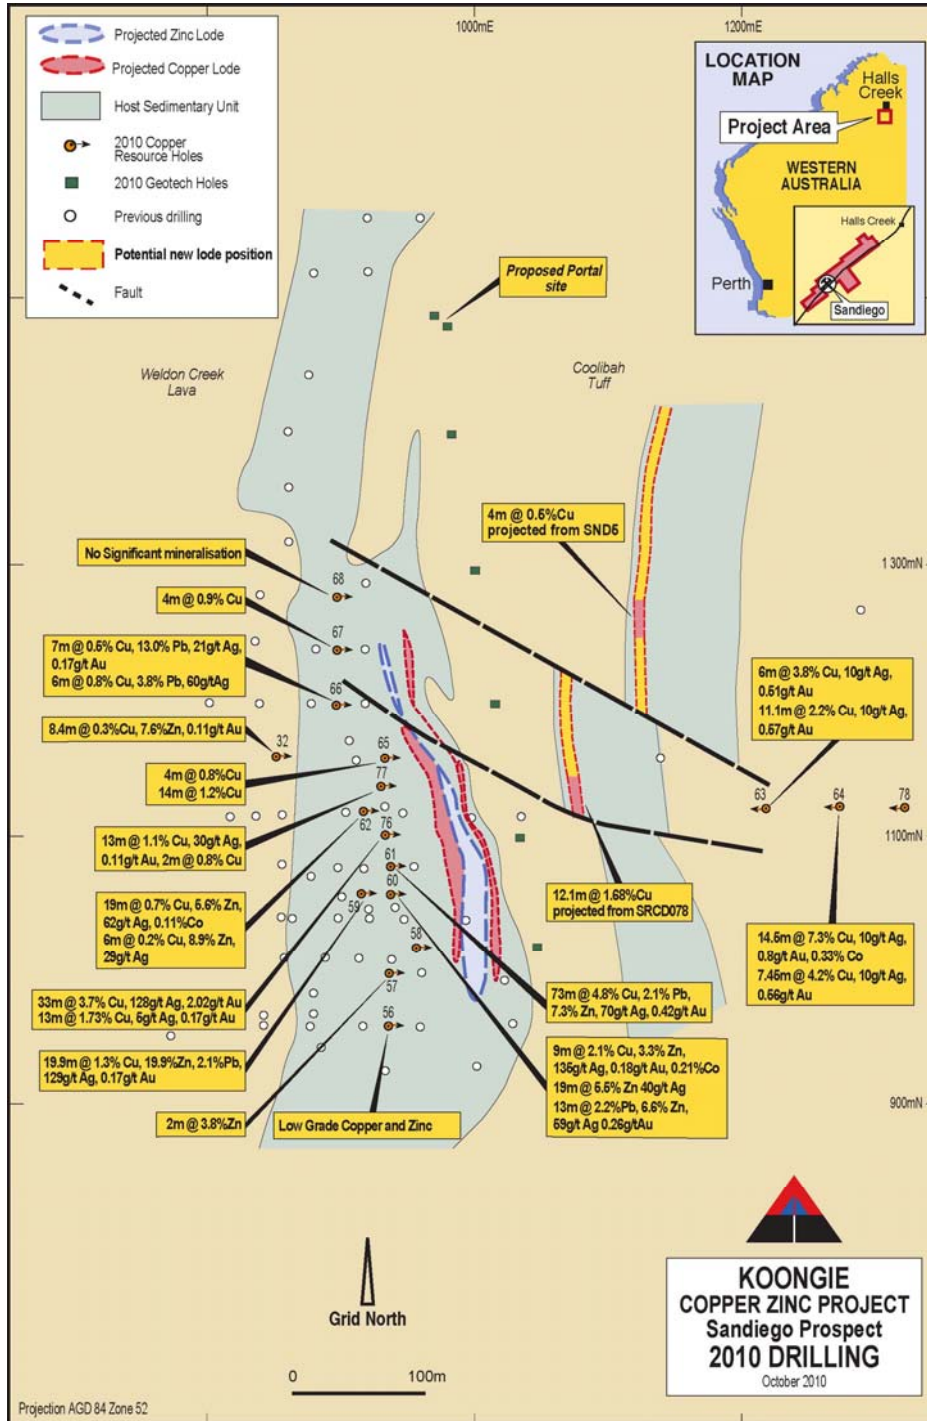 1000mE
1200mE
Projected Zinc Lode
Projected Copper Lode
Host Sedimentary Unit
2010 Copper
Resource Holes
2010 Geotech Holes
Previous drilling
Potential new lode position
Fault
LOCATION
MAP
Halls
Creek
Project Area
WESTERN
AUSTRALIA
Perth
Halls Creek
Sandiego
Proposed Portal
site
Weldon Creek
Lava
Coolibah
Tuff
4m @ 0.5%Cu
projected from SND5
1 300mN
No Significant mineralisation
68
4m @ 0.9% Cu
67
7m @ 0.5% Cu, 13.0% Pb, 21g/t Ag,
0.17g/t Au
6m @ 0.8% Cu, 3.8% Pb, 60g/tAg
66
6m @ 3.8% Cu, 10g/t Ag,
0.51g/t Au
11.1m @ 2.2% Cu, 10g/t Ag,
0.57g/t Au
8.4m @ 0.3%Cu, 7.6%Zn, 0.11g/t Au
32
65
4m @ 0.8%Cu
14m @ 1.2%Cu
77
63
64
78
13m @ 1.1% Cu, 30g/t Ag,
0.11g/t Au, 2m @ 0.8% Cu
62
76
1100mN
61
60
59
19m @ 0.7% Cu, 5.6% Zn,
62g/t Ag, 0.11%Co
6m @ 0.2% Cu, 8.9% Zn,
29g/t Ag
12.1m @ 1.68%Cu
projected from SRCD078
58
14.5m @ 7.3% Cu, 10g/t Ag,
0.8g/t Au, 0.33% Co
7.45m @ 4.2% Cu, 10g/t Ag,
0.56g/t Au
57
33m @ 3.7% Cu, 128g/t Ag, 2.02g/t Au
13m @ 1.73% Cu, 5g/t Ag, 0.17g/t Au
73m @ 4.8% Cu, 2.1% Pb,
7.3% Zn, 70g/t Ag, 0.42g/t Au
56
19.9m @ 1.3% Cu, 19.9%Zn, 2.1%Pb,
129g/t Ag, 0.17g/t Au
9m @ 2.1% Cu, 3.3% Zn,
135g/t Ag, 0.18g/t Au, 0.21%Co
19m @ 5.5% Zn 40g/t Ag
13m @ 2.2%Pb, 6.6% Zn,
59g/t Ag 0.26g/tAu
2m @ 3.8%Zn
Low Grade Copper and Zinc
900mN
Grid North
0
100m
KOONGIE
COPPER ZINC PROJECT
Sandiego Prospect
2010 DRILLING
October 2010
Projection AGD 84 Zone 52